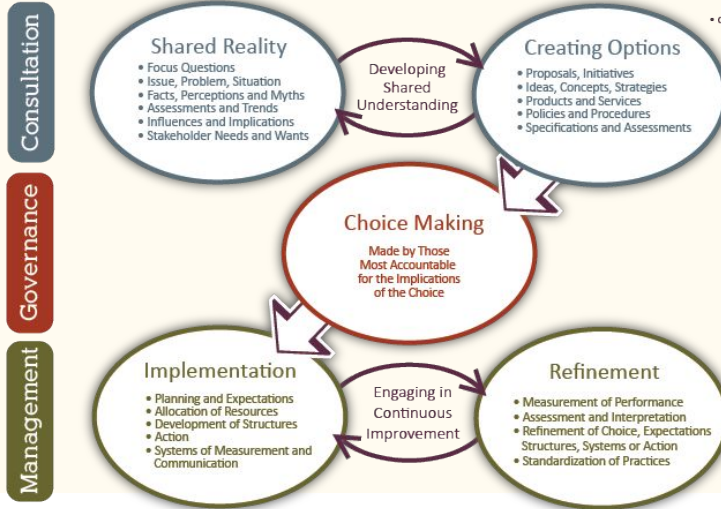 Consultation
Shared Reality
• Focus Questions
• Issue, Problem, Situation
• Facts, Perceptions and Myths
• Assessments and Trends
• Influences and Implications
• Stakeholder Needs and Wants
Developing
Shared
Understanding
Creating Options
• Proposals, Initiatives
• Ideas, Concepts, Strategies
• Products and Services
• Policies and Procedures
• Specifications and Assessments
Governance
Choice Making
Made by Those
Most Accountable
for the Implications
of the Choice
Management
Implementation
• Planning and Expectations
• Allocation of Resources
• Development of Structures
• Action
• Systems of Measurement and
Communication
Engaging in
Continuous
Improvement
Refinement
• Measurement of Performance
• Assessment and Interpretation
• Refinement of Choice, Expectations
Structures, Systems or Action
• Standardization of Practices